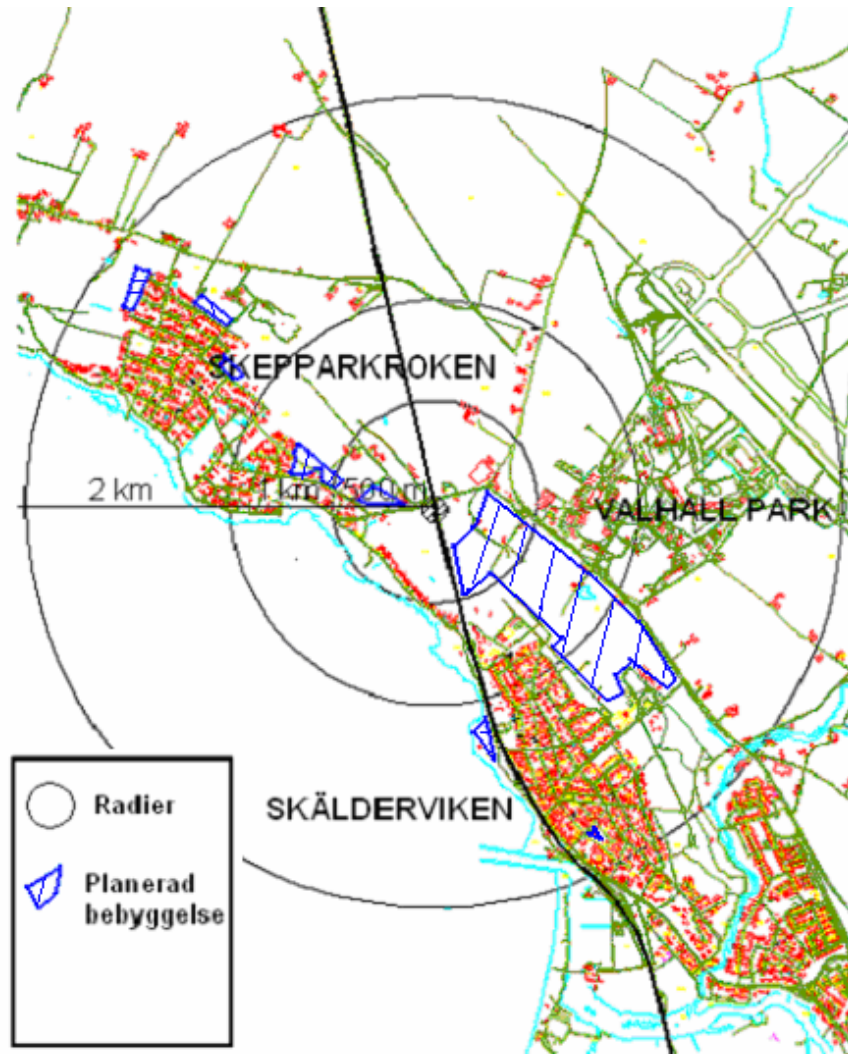 SKEPPARKROKEN
2 km
1 km
500 m
VALHALL PARK
SKÄLDERVIKEN
Radier
Planerad
bebyggelse